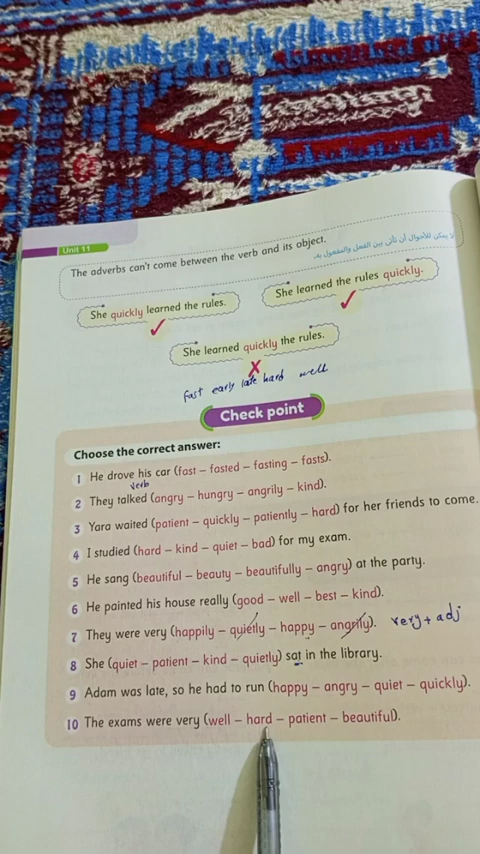 Unit 11
The adverbs can't come between the verb and its object.
لا يمكن للأحوال أن تأتى بين الفعل والمفعول به.
She quickly learned the rules.
She learned the rules quickly.
She learned quickly the rules.
fast early late hard well
Check point
Choose the correct answer:
1 He drove his car (fast – fasted – fasting – fasts).
verb
2 They talked (angry – hungry – angrily – kind).
3 Yara waited (patient – quickly – patiently – hard) for her friends to come.
4 I studied (hard – kind – quiet – bad) for my exam.
5 He sang (beautiful – beauty – beautifully – angry) at the party.
6 He painted his house really (good – well – best – kind).
7 They were very (happily – quietly – happy – angrily). very + adj
8 She (quiet – patient – kind – quietly) sat in the library.
9 Adam was late, so he had to run (happy – angry – quiet – quickly).
10 The exams were very (well – hard – patient – beautiful).